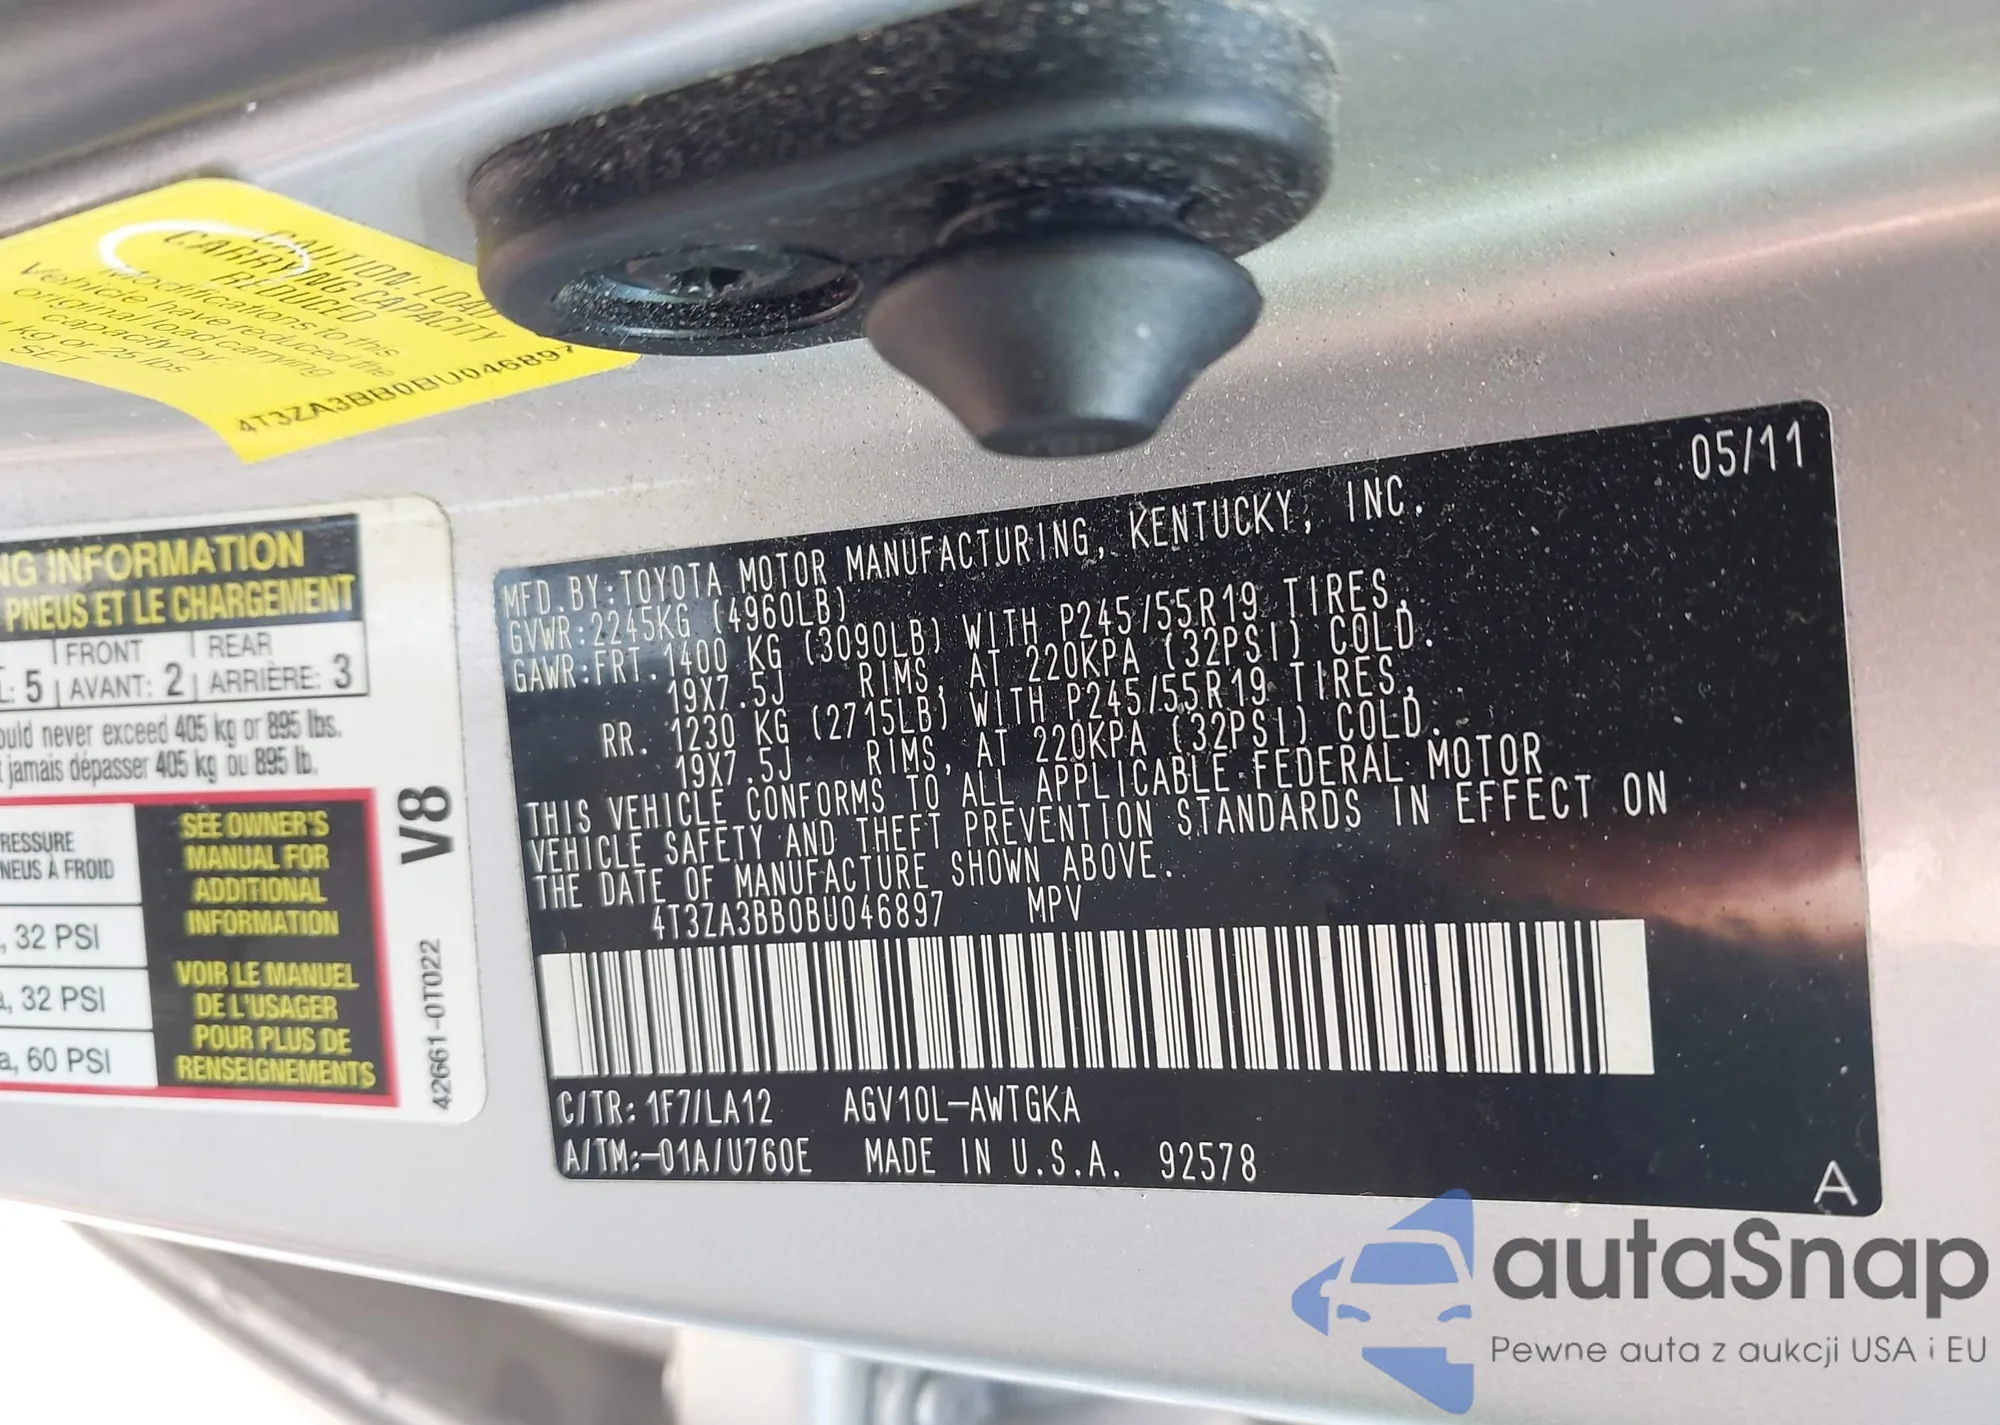 CAUTION: LOAD
CARRYING CAPACITY
REDUCED
Modifications to this
Vehicle have reduced the
original load carrying
capacity by
kg or 25 lbs
SET
4T3ZA3BB0BU046897
NG INFORMATION
PNEUS ET LE CHARGEMENT
L: 5 FRONT AVANT: 2 REAR ARRIÈRE: 3
ould never exceed 405 kg or 895 lbs.
t jamais dépasser 405 kg ou 895 lb.
RESSURE
NEUS À FROID
, 32 PSI
a, 32 PSI
a, 60 PSI
SEE OWNER'S
MANUAL FOR
ADDITIONAL
INFORMATION
VOIR LE MANUEL
DE L'USAGER
POUR PLUS DE
RENSEIGNEMENTS
V8
42661-0T022
05/11
MFD.BY:TOYOTA MOTOR MANUFACTURING, KENTUCKY, INC.
GVWR:2245KG (4960LB)
GAWR:FRT. 1400 KG (3090LB) WITH P245/55R19 TIRES,
19X7.5J RIMS, AT 220KPA (32PSI) COLD.
RR. 1230 KG (2715LB) WITH P245/55R19 TIRES,
19X7.5J RIMS, AT 220KPA (32PSI) COLD.
THIS VEHICLE CONFORMS TO ALL APPLICABLE FEDERAL MOTOR
VEHICLE SAFETY AND THEFT PREVENTION STANDARDS IN EFFECT ON
THE DATE OF MANUFACTURE SHOWN ABOVE.
4T3ZA3BB0BU046897 MPV
C/TR: 1F7/LA12 AGV10L-AWTGKA
A/TM:-01A/U760E MADE IN U.S.A. 92578
A
autaSnap
Pewne auta z aukcji USA i EU